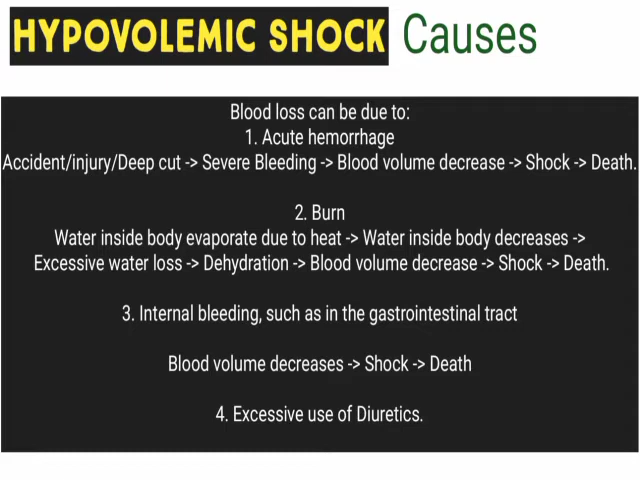 HYPOVOLEMIC SHOCK Causes
Blood loss can be due to:
1. Acute hemorrhage
Accident/injury/Deep cut -> Severe Bleeding -> Blood volume decrease -> Shock -> Death.
2. Burn
Water inside body evaporate due to heat -> Water inside body decreases ->
Excessive water loss -> Dehydration -> Blood volume decrease -> Shock -> Death.
3. Internal bleeding, such as in the gastrointestinal tract
Blood volume decreases -> Shock -> Death
4. Excessive use of Diuretics.